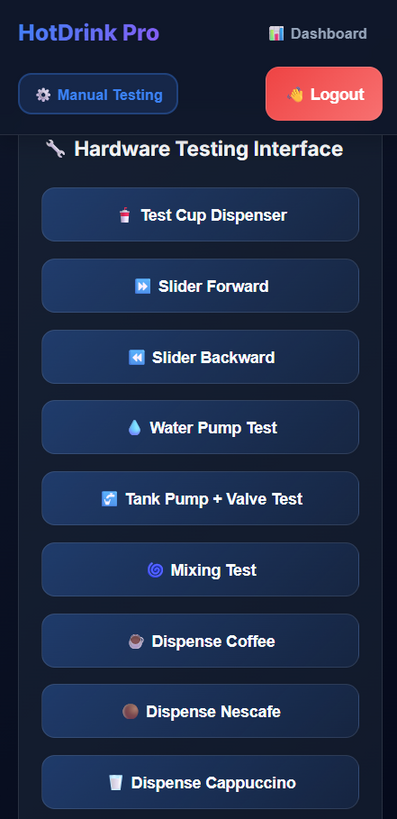 HotDrink Pro
📊 Dashboard
⚙️ Manual Testing
👋 Logout
🔧 Hardware Testing Interface
🥤 Test Cup Dispenser
⏩ Slider Forward
⏪ Slider Backward
💧 Water Pump Test
🚰 Tank Pump + Valve Test
🌀 Mixing Test
☕ Dispense Coffee
🟤 Dispense Nescafe
🥛 Dispense Cappuccino